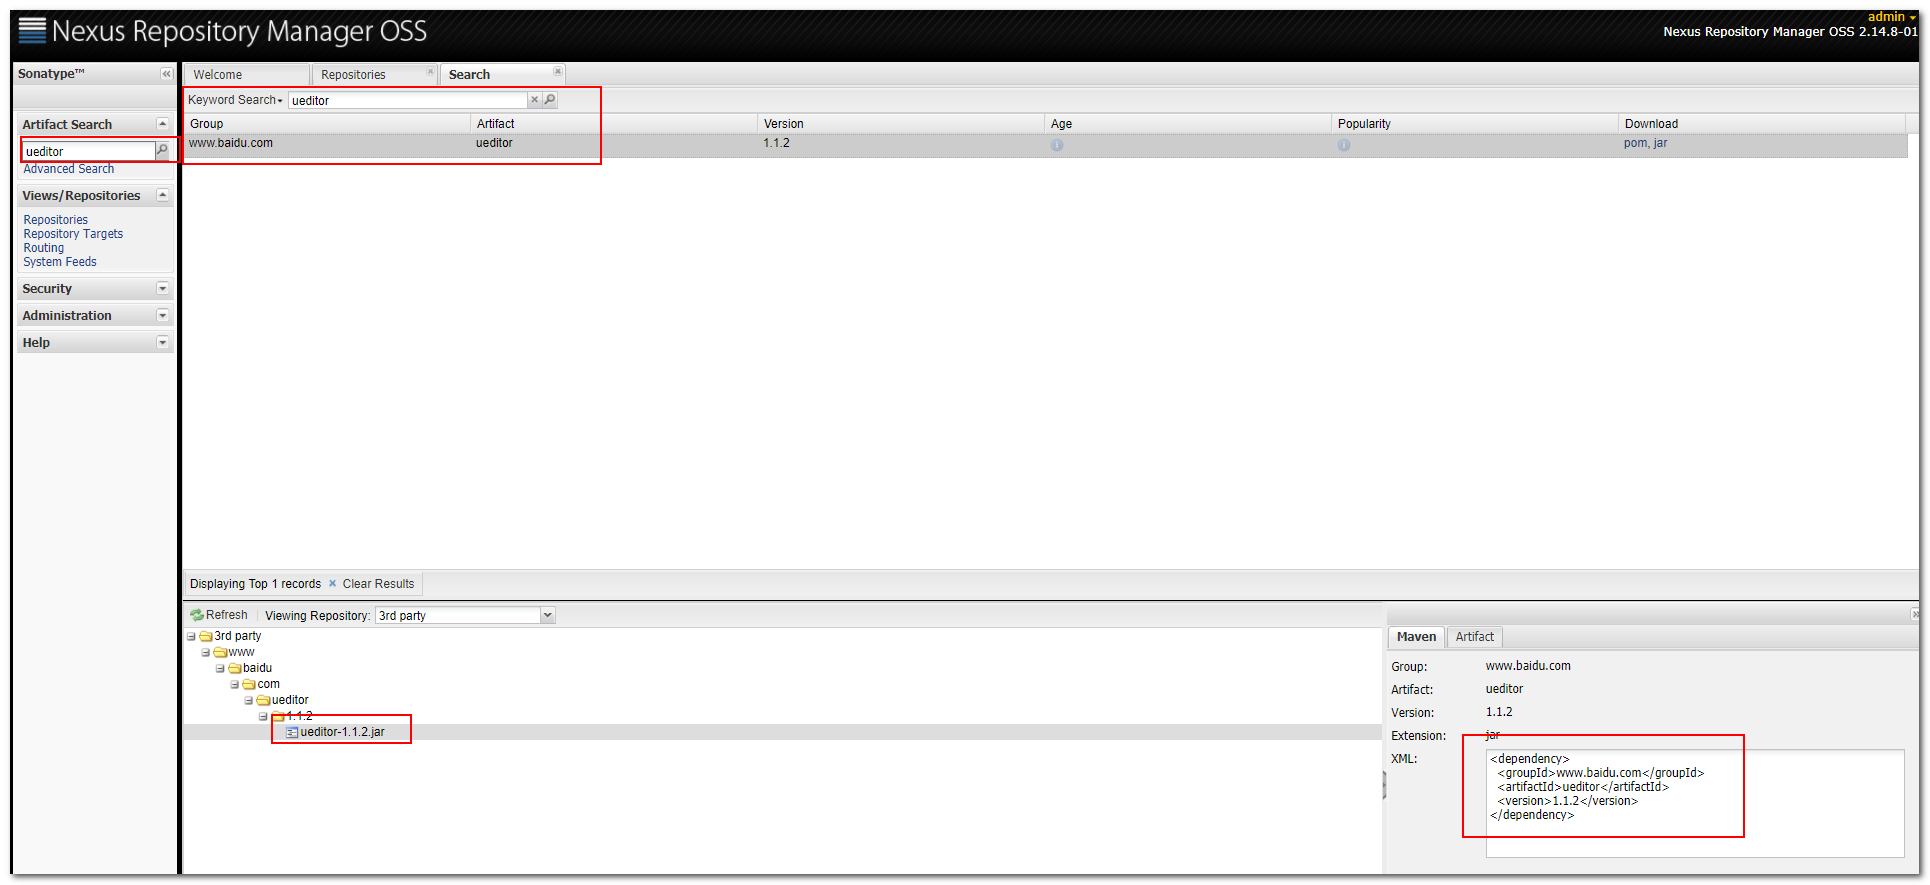 Nexus Repository Manager OSS
admin
Nexus Repository Manager OSS 2.14.8-01
Sonatype™
Welcome
Repositories
Search
Artifact Search
ueditor
Advanced Search
Views/Repositories
Repositories
Repository Targets
Routing
System Feeds
Security
Administration
Help
Keyword Search
ueditor
Group Artifact Version Age Popularity Download
www.baidu.com ueditor 1.1.2 pom, jar
Displaying Top 1 records Clear Results
Refresh Viewing Repository: 3rd party
3rd party
www
baidu
com
ueditor
1.1.2
ueditor-1.1.2.jar
Maven Artifact
Group: www.baidu.com
Artifact: ueditor
Version: 1.1.2
Extension: jar
XML: <dependency>
<groupId>www.baidu.com</groupId>
<artifactId>ueditor</artifactId>
<version>1.1.2</version>
</dependency>